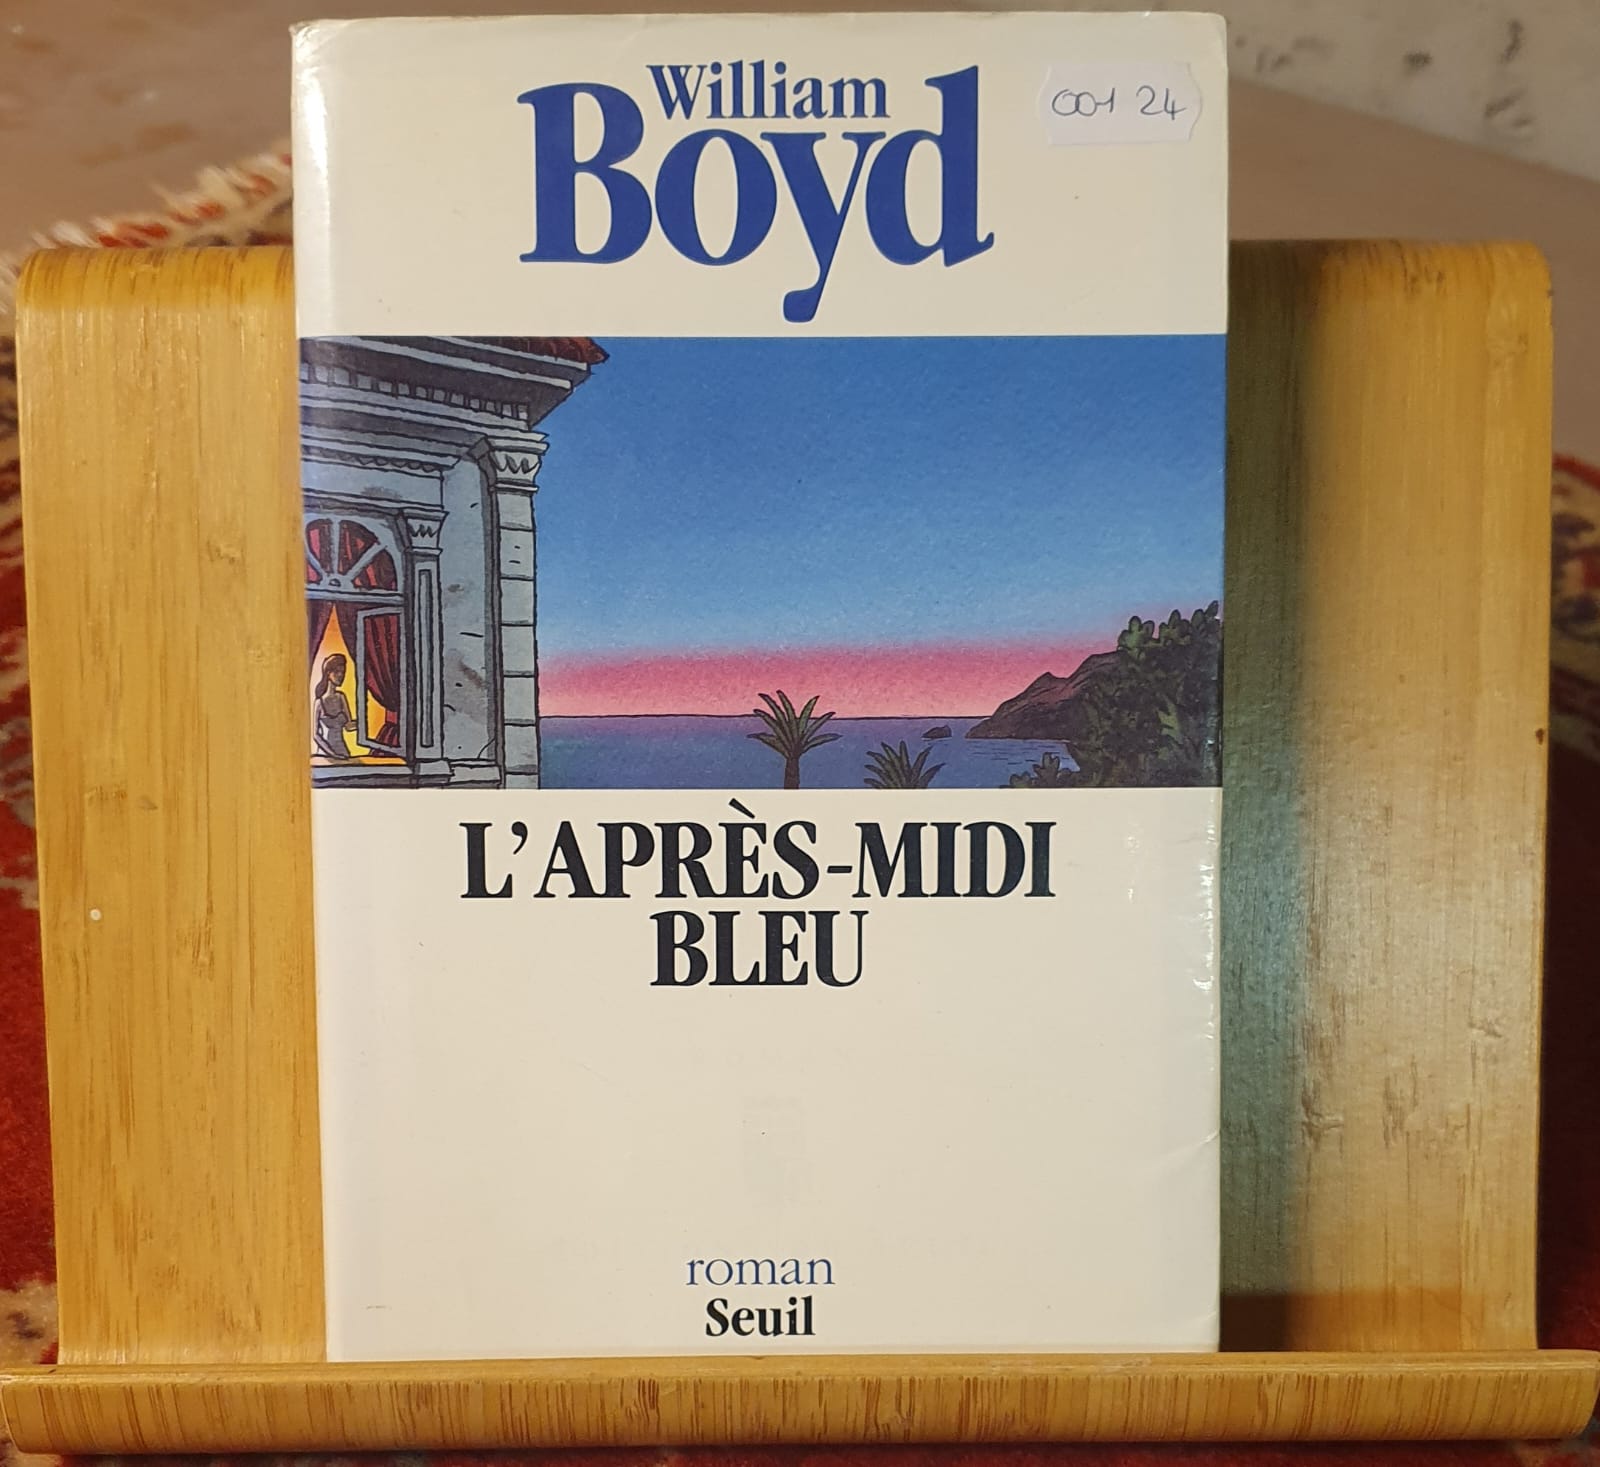 William
Boyd
001 24
L'APRÈS-MIDI
BLEU
roman
Seuil